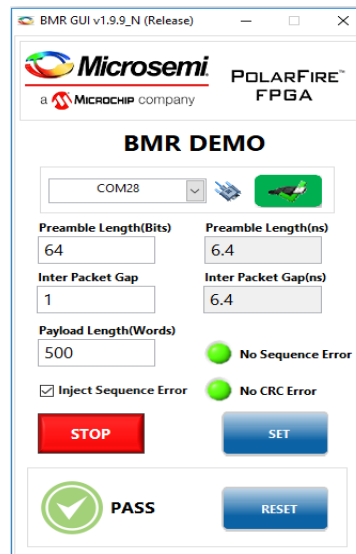 BMR GUI v1.9.9_N (Release)
Microsemi.
a MICROCHIP company
POLARFIRE™
FPGA
BMR DEMO
COM28
Preamble Length(Bits)
Preamble Length(ns)
64
6.4
Inter Packet Gap
Inter Packet Gap(ns)
1
6.4
Payload Length(Words)
500
No Sequence Error
Inject Sequence Error
No CRC Error
STOP
SET
PASS
RESET